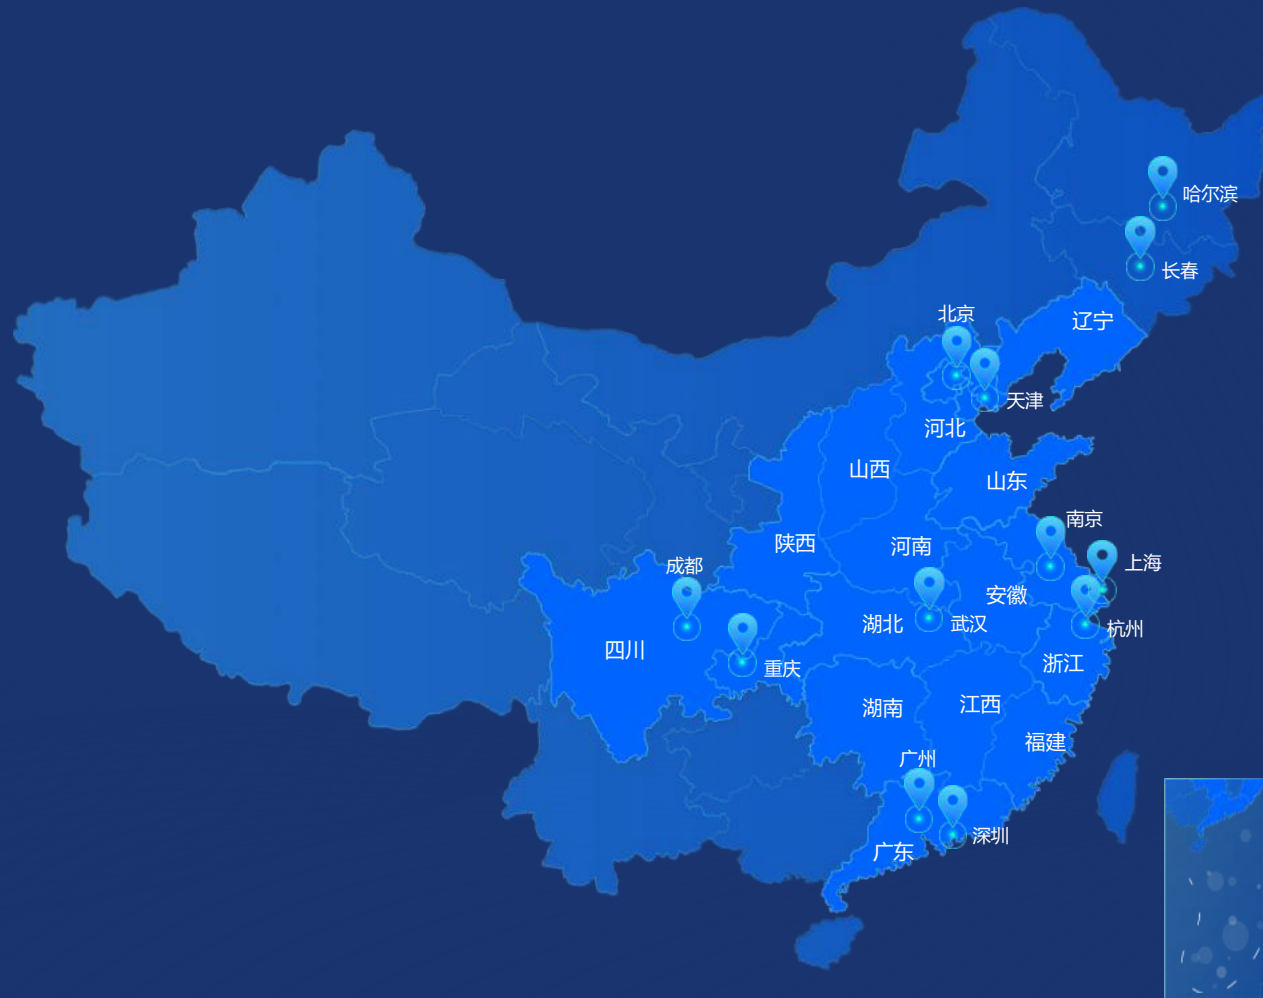 哈尔滨
长春
北京
辽宁
天津
河北
山西
山东
南京
陕西
河南
成都
上海
安徽
湖北
武汉
杭州
四川
重庆
浙江
湖南
江西
福建
广州
深圳
广东